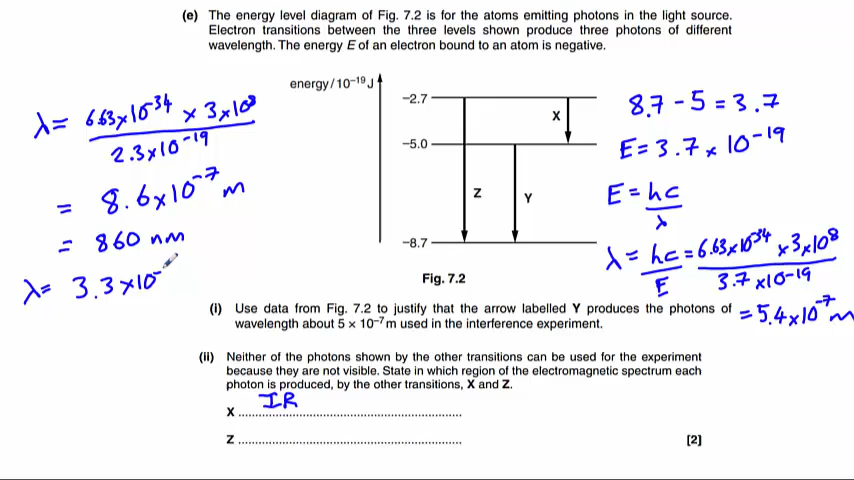 (e) The energy level diagram of Fig. 7.2 is for the atoms emitting photons in the light source.
Electron transitions between the three levels shown produce three photons of different
wavelength. The energy E of an electron bound to an atom is negative.
energy/10⁻¹⁹J
−2.7
−5.0
−8.7
X
Z
Y
Fig. 7.2
λ = 6.63×10⁻³⁴ × 3×10⁸ / 2.3×10⁻¹⁹
= 8.6×10⁻⁷ m
= 860 nm
λ = 3.3×10⁻
8.7 − 5 = 3.7
E = 3.7 × 10⁻¹⁹
E = hc / λ
λ = hc / E = 6.63×10⁻³⁴ × 3×10⁸ / 3.7×10⁻¹⁹
= 5.4×10⁻⁷ m
(i) Use data from Fig. 7.2 to justify that the arrow labelled Y produces the photons of
wavelength about 5 × 10⁻⁷ m used in the interference experiment.
(ii) Neither of the photons shown by the other transitions can be used for the experiment
because they are not visible. State in which region of the electromagnetic spectrum each
photon is produced, by the other transitions, X and Z.
X IR
Z [2]